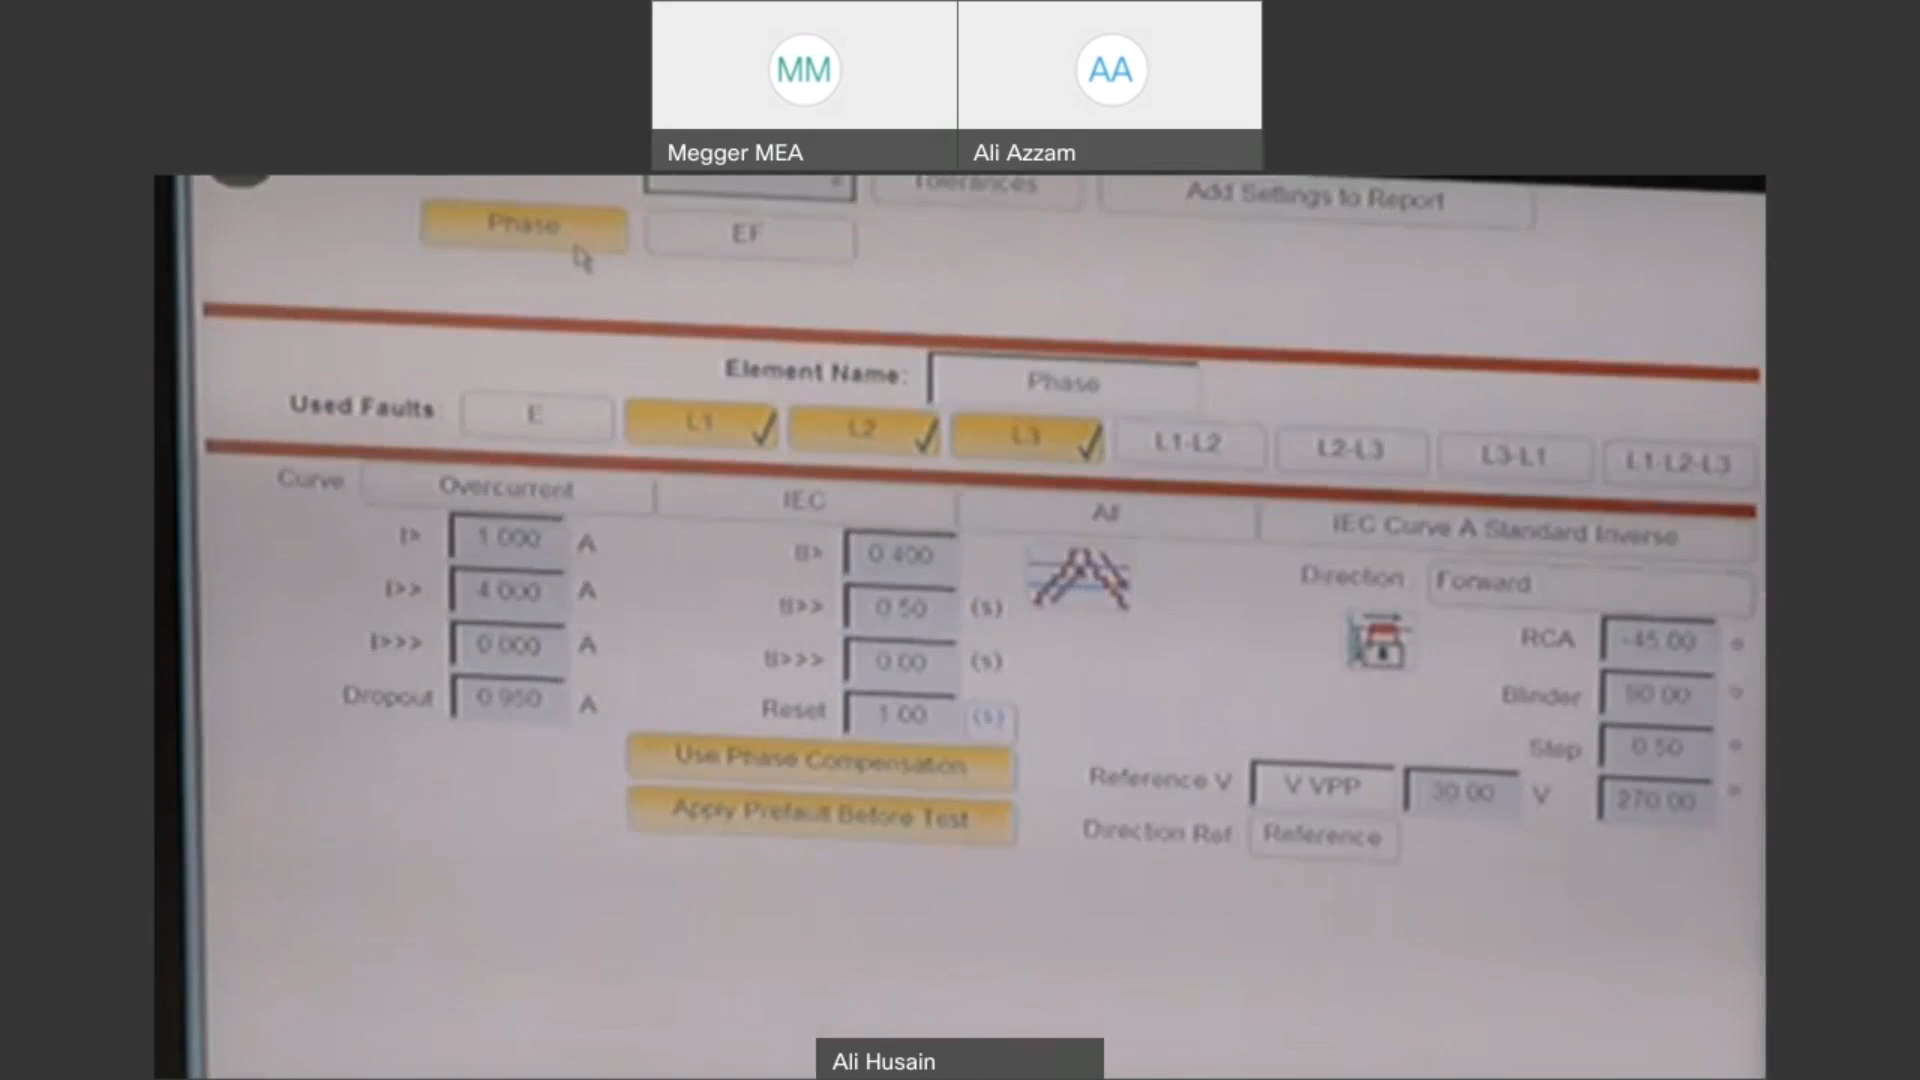 MM AA
Megger MEA Ali Azzam
Tolerances Add Settings to Report
Phase EF
Element Name: Phase
Used Faults E L1 L2 L3 L1-L2 L2-L3 L3-L1 L1-L2-L3
Curve Overcurrent IEC All IEC Curve A Standard Inverse
I> 1.000 A tI> 0.400 Direction Forward
I>> 4.000 A tI>> 0.50 (s) RCA -45.00 °
I>>> 0.000 A tI>>> 0.00 (s) Blinder 90.00 °
Dropout 0.950 A Reset 1.00 (s) Step 0.50 °
Use Phase Compensation Reference V V VPP 30.00 V 270.00 °
Apply Prefault Before Test Direction Ref Reference
Ali Husain